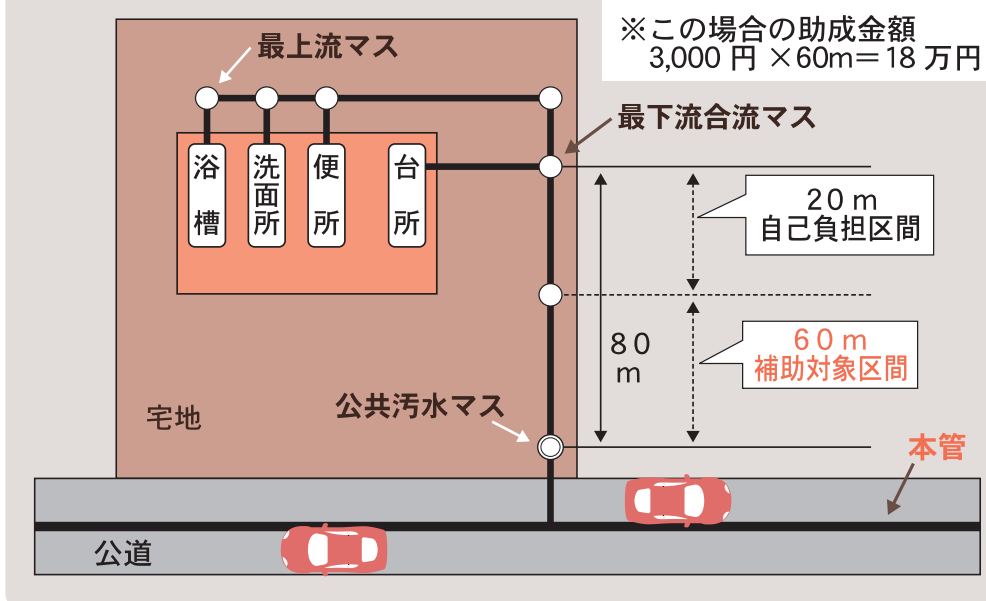 ※この場合の助成金額
3,000 円 ×60m＝18 万円
最上流マス
最下流合流マス
浴槽
洗面所
便所
台所
20 m
自己負担区間
80
m
60 m
補助対象区間
公共汚水マス
宅地
本管
公道